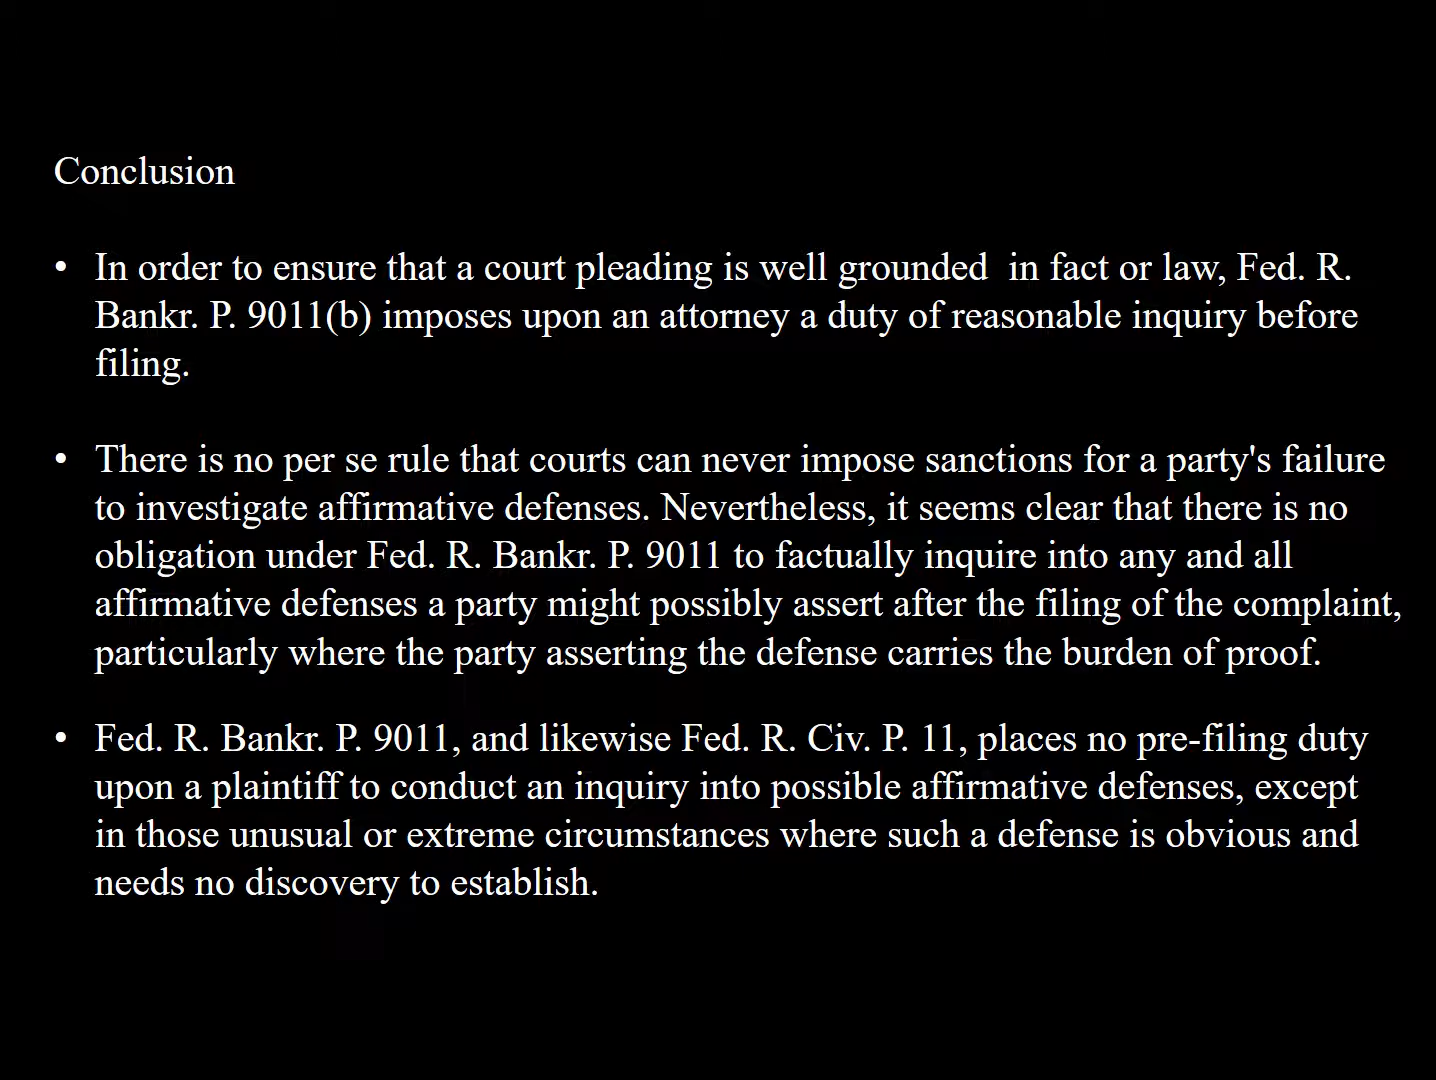 Conclusion
• In order to ensure that a court pleading is well grounded  in fact or law, Fed. R.
Bankr. P. 9011(b) imposes upon an attorney a duty of reasonable inquiry before
filing.
• There is no per se rule that courts can never impose sanctions for a party's failure
to investigate affirmative defenses. Nevertheless, it seems clear that there is no
obligation under Fed. R. Bankr. P. 9011 to factually inquire into any and all
affirmative defenses a party might possibly assert after the filing of the complaint,
particularly where the party asserting the defense carries the burden of proof.
• Fed. R. Bankr. P. 9011, and likewise Fed. R. Civ. P. 11, places no pre-filing duty
upon a plaintiff to conduct an inquiry into possible affirmative defenses, except
in those unusual or extreme circumstances where such a defense is obvious and
needs no discovery to establish.